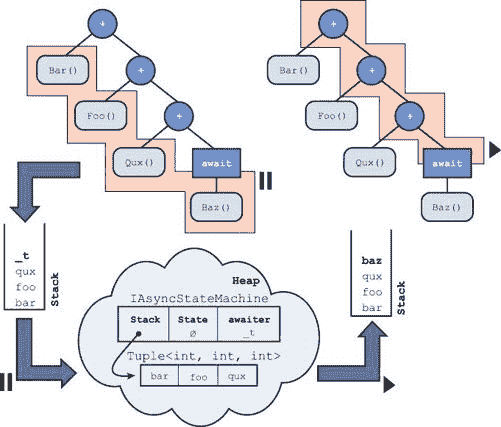 +
Bar()
+
Foo()
+
Qux()
await
Baz()
+
Bar()
+
Foo()
+
Qux()
await
Baz()
_t
qux
foo
bar
Stack
Heap
IAsyncStateMachine
Stack State awaiter
∅ _t
Tuple<int, int, int>
bar foo qux
baz
qux
foo
bar
Stack